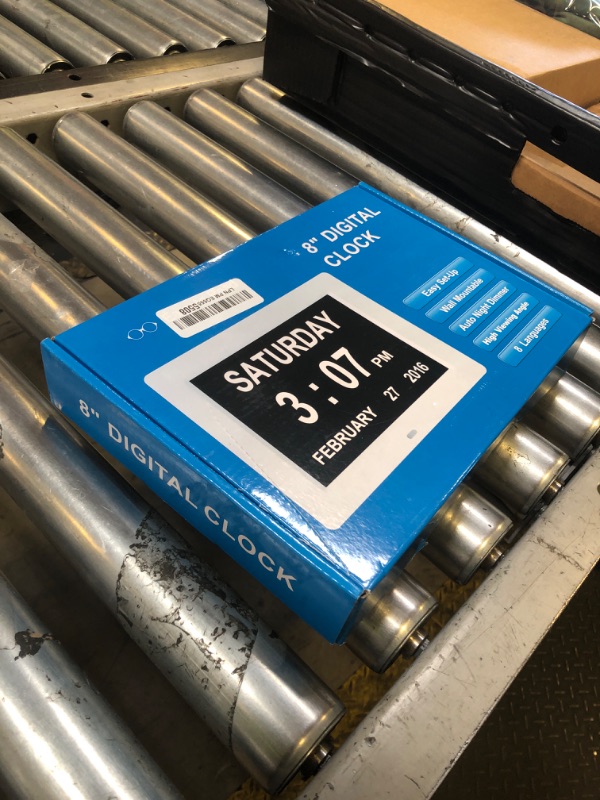 8" DIGITAL
CLOCK
SATURDAY
3:07 PM
FEBRUARY 27 2016
Easy Set-Up
Wall Mountable
Auto Night Dimmer
High Viewing Angle
8 Languages
8" DIGITAL CLOCK